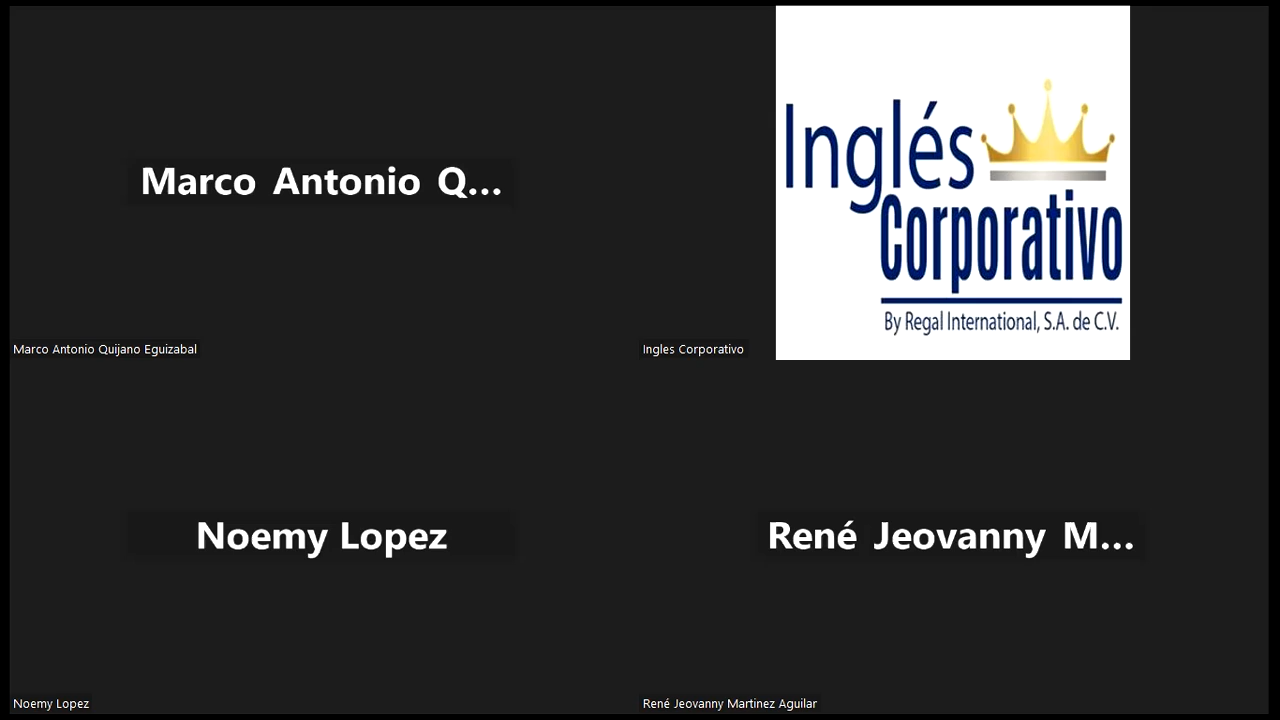 Marco Antonio Q...
Marco Antonio Quijano Eguizabal
Inglés
Corporativo
By Regal International, S.A. de C.V.
Ingles Corporativo
Noemy Lopez
Noemy Lopez
René Jeovanny M...
René Jeovanny Martinez Aguilar